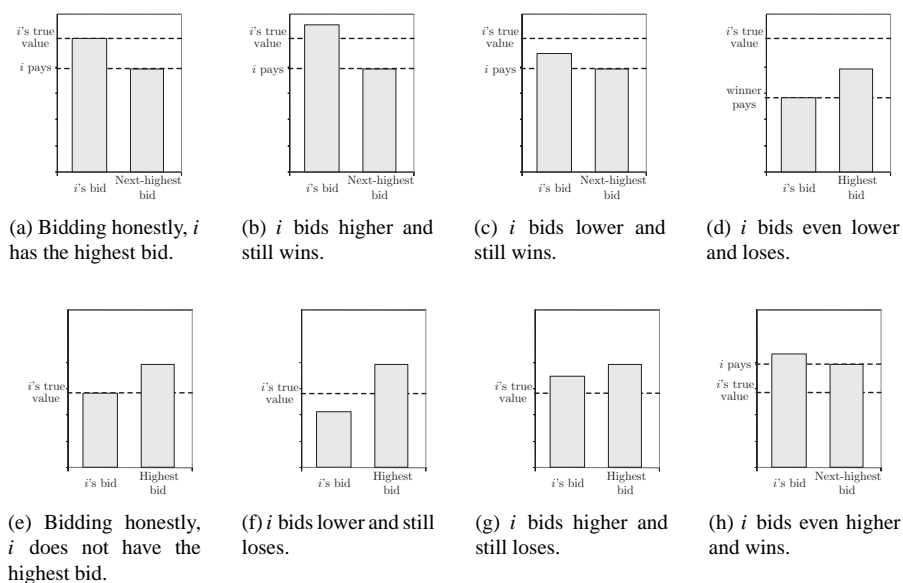 i's true
value
i pays
i's bid
Next-highest
bid
(a) Bidding honestly, i
has the highest bid.
i's true
value
i pays
i's bid
Next-highest
bid
(b) i bids higher and
still wins.
i's true
value
i pays
i's bid
Next-highest
bid
(c) i bids lower and
still wins.
i's true
value
winner
pays
i's bid
Highest
bid
(d) i bids even lower
and loses.
i's true
value
i's bid
Highest
bid
(e) Bidding honestly,
i does not have the
highest bid.
i's true
value
i's bid
Highest
bid
(f) i bids lower and still
loses.
i's true
value
i's bid
Highest
bid
(g) i bids higher and
still loses.
i pays
i's true
value
i's bid
Next-highest
bid
(h) i bids even higher
and wins.